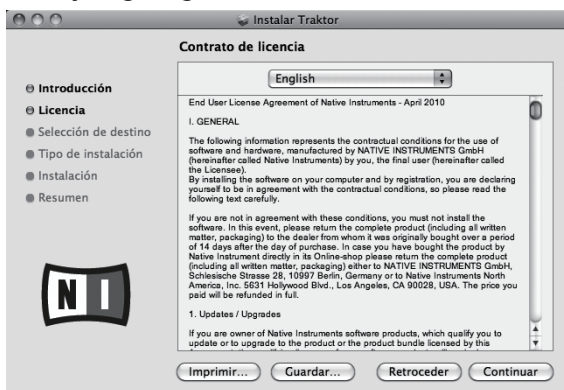 Instalar Traktor
Contrato de licencia
Introducción
Licencia
Selección de destino
Tipo de instalación
Instalación
Resumen
NI
English
End User License Agreement of Native Instruments - April 2010
I. GENERAL
The following information represents the contractual conditions for the use of
software and hardware, manufactured by NATIVE INSTRUMENTS GmbH
(hereinafter called Native Instruments) by you, the final user (hereinafter called
the Licensee).
By installing the software on your computer and by registration, you are declaring
yourself to be in agreement with the contractual conditions, so please read the
following text carefully.
If you are not in agreement with these conditions, you must not install the
software. In this event, please return the complete product (including all written
matter, packaging) to the dealer from whom it was originally bought over a period
of 14 days after the day of purchase. In case you have bought the product by
Native Instrument directly in its Online-shop please return the complete product
(including all written matter, packaging) either to NATIVE INSTRUMENTS GmbH,
Schlesische Strasse 28, 10997 Berlin, Germany or to Native Instruments North
America, Inc. 5631 Hollywood Blvd., Los Angeles, CA 90028, USA. The price you
paid will be refunded in full.
1. Updates / Upgrades
If you are owner of Native Instruments software products, which qualify you to
update or to upgrade to the product or the product bundle licensed by this
Imprimir...
Guardar...
Retroceder
Continuar